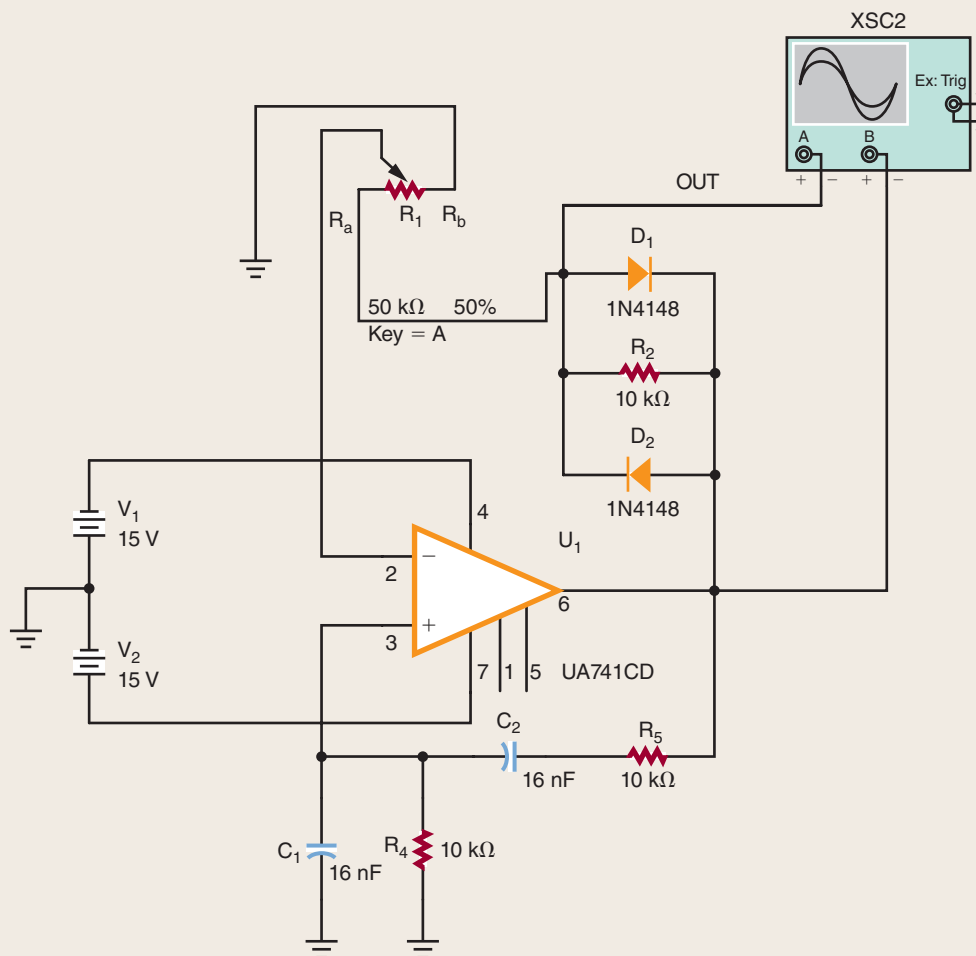 XSC2
Ex: Trig
A B
+ − + −
OUT
D1
1N4148
Ra R1 Rb
50 kΩ 50%
Key = A
R2
10 kΩ
D2
1N4148
V1
15 V
4
U1
−
2
6
+
3
V2
15 V
7 1 5 UA741CD
C2
16 nF
R5
10 kΩ
C1
16 nF
R4 10 kΩ